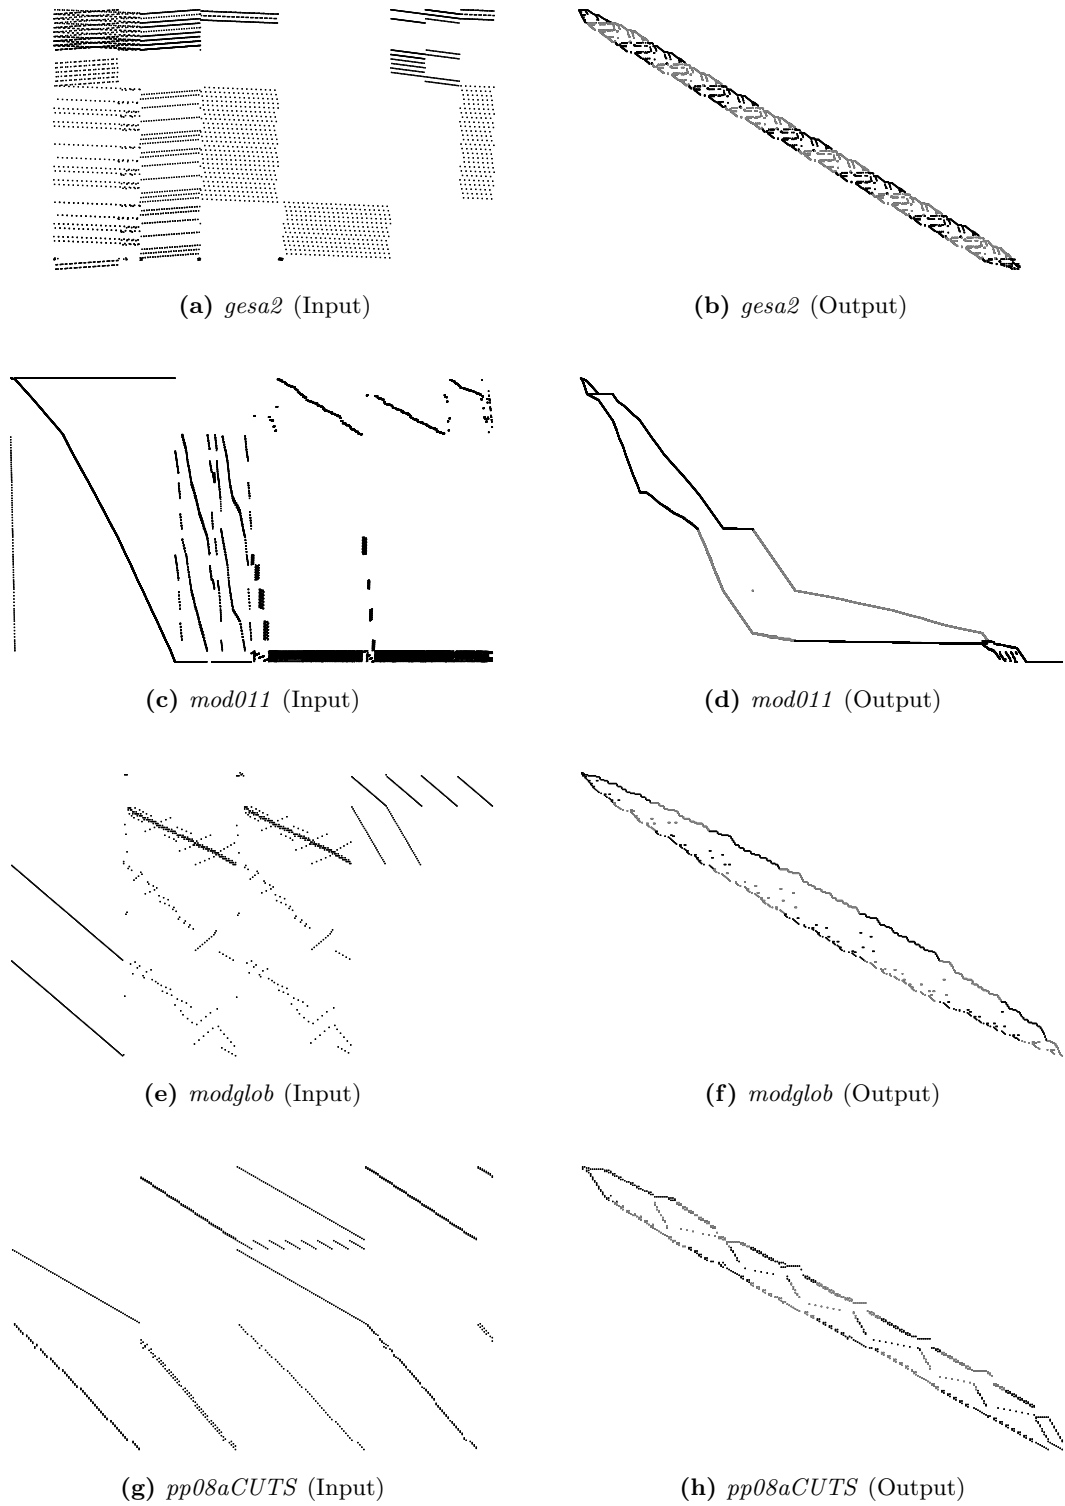 (a) gesa2 (Input)
(b) gesa2 (Output)
(c) mod011 (Input)
(d) mod011 (Output)
(e) modglob (Input)
(f) modglob (Output)
(g) pp08aCUTS (Input)
(h) pp08aCUTS (Output)